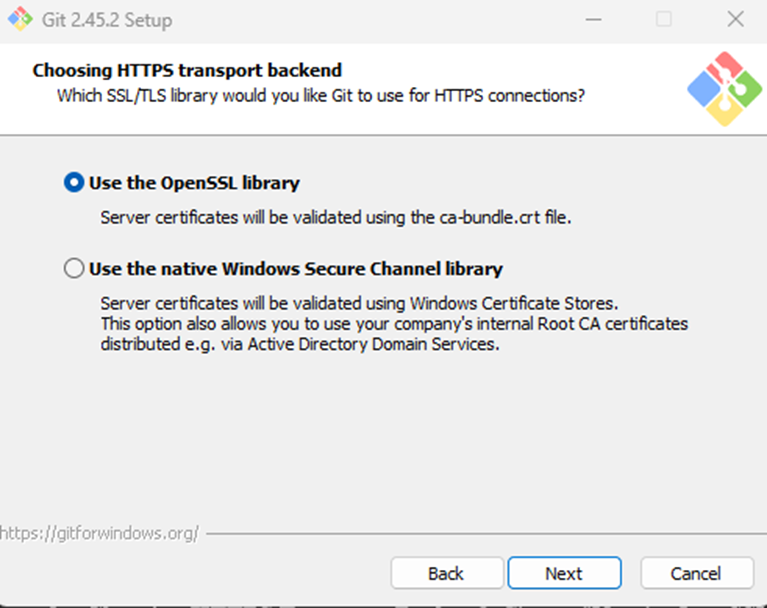 Git 2.45.2 Setup
Choosing HTTPS transport backend
Which SSL/TLS library would you like Git to use for HTTPS connections?
Use the OpenSSL library
Server certificates will be validated using the ca-bundle.crt file.
Use the native Windows Secure Channel library
Server certificates will be validated using Windows Certificate Stores.
This option also allows you to use your company's internal Root CA certificates
distributed e.g. via Active Directory Domain Services.
https://gitforwindows.org/
Back Next Cancel